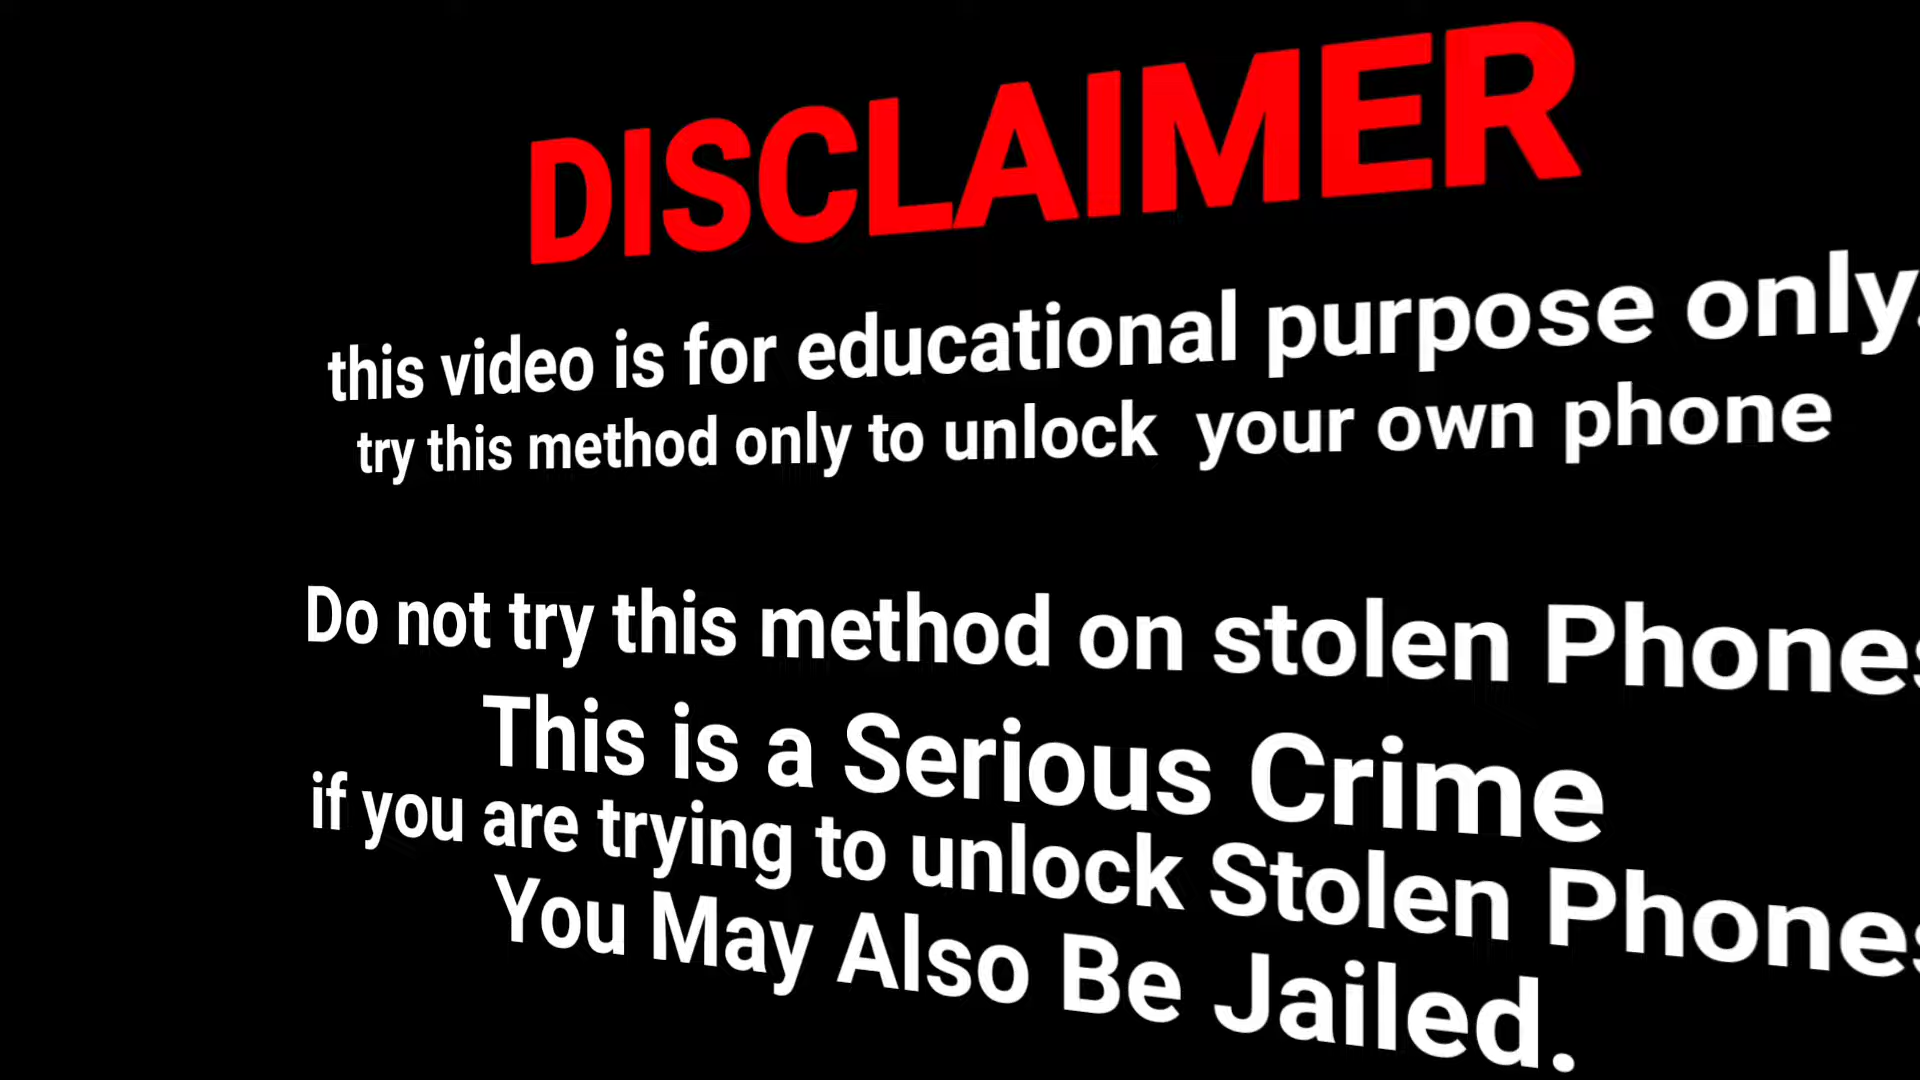 DISCLAIMER
this video is for educational purpose only.
try this method only to unlock your own phone
Do not try this method on stolen Phones
This is a Serious Crime
if you are trying to unlock Stolen Phones
You May Also Be Jailed.